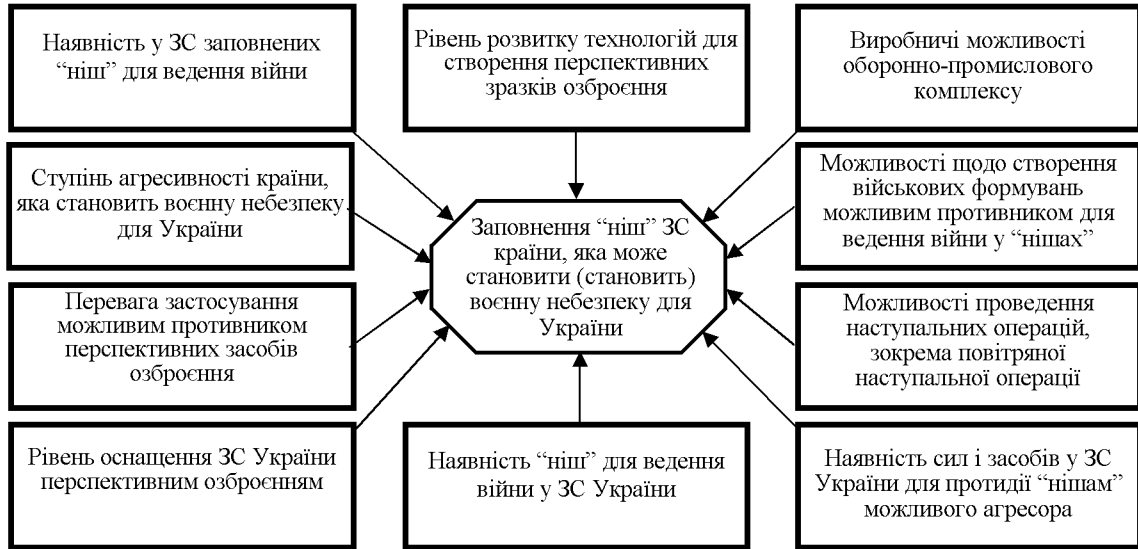 Наявність у ЗС заповнених
“ніш” для ведення війни
Рівень розвитку технологій для
створення перспективних
зразків озброєння
Виробничі можливості
оборонно-промислового
комплексу
Ступінь агресивності країни,
яка становить воєнну небезпеку
для України
Заповнення “ніш” ЗС
країни, яка може
становити (становить)
воєнну небезпеку для
України
Можливості щодо створення
військових формувань
можливим противником для
ведення війни у “нішах”
Перевага застосування
можливим противником
перспективних засобів
озброєння
Можливості проведення
наступальних операцій,
зокрема повітряної
наступальної операції
Рівень оснащення ЗС України
перспективним озброєнням
Наявність “ніш” для ведення
війни у ЗС України
Наявність сил і засобів у ЗС
України для протидії “нішам”
можливого агресора